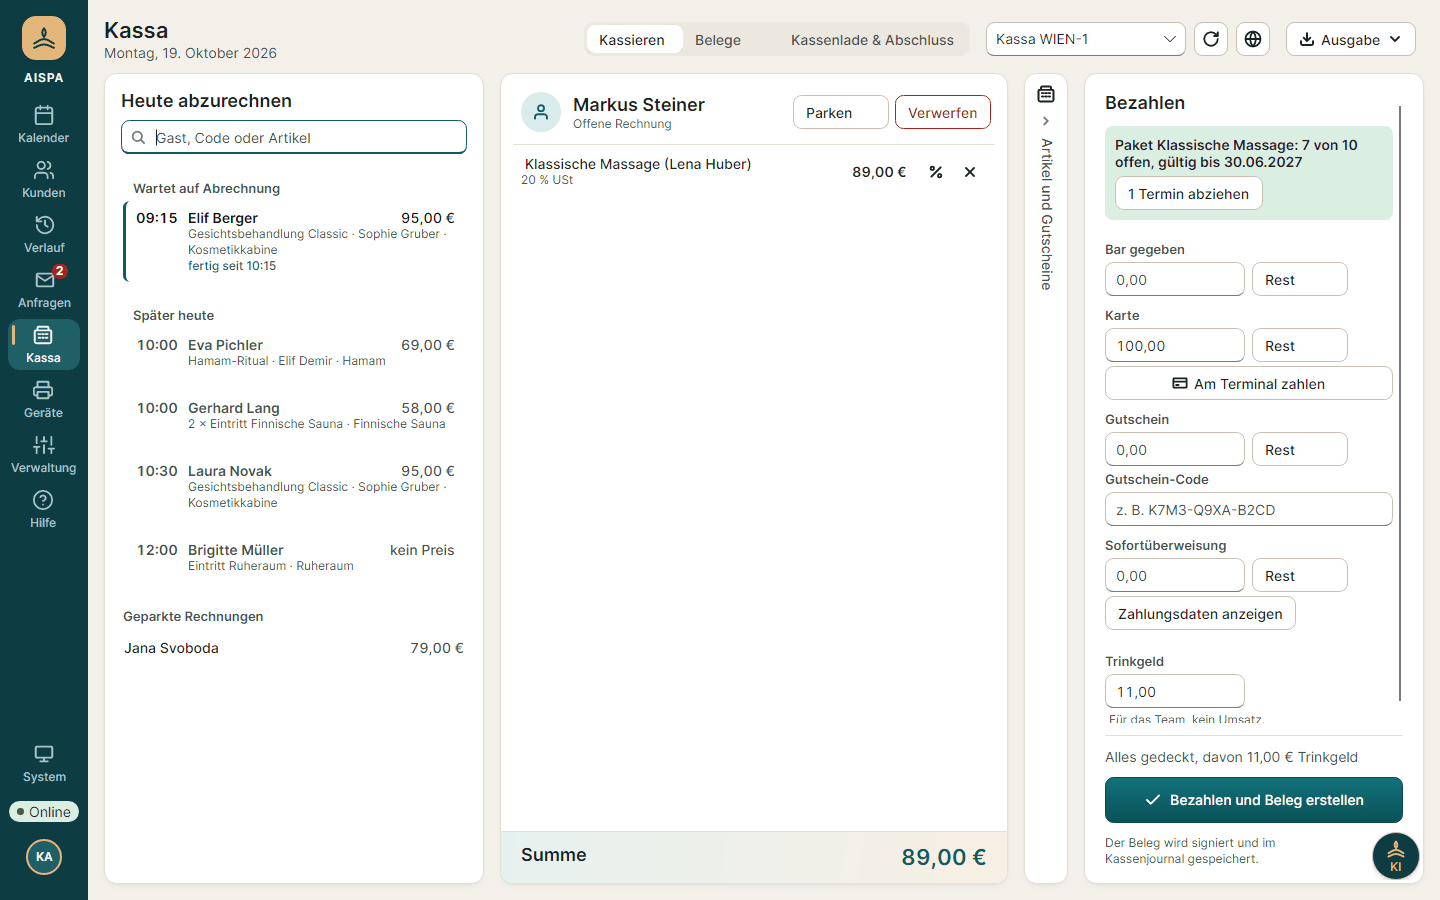 AISPA
Kalender
Kunden
Verlauf
2
Anfragen
Kassa
Geräte
Verwaltung
Hilfe
System
Online
KA
Kassa
Montag, 19. Oktober 2026
Kassieren
Belege
Kassenlade & Abschluss
Kassa WIEN-1
Ausgabe
Heute abzurechnen
Gast, Code oder Artikel
Wartet auf Abrechnung
09:15 Elif Berger 95,00 €
Gesichtsbehandlung Classic · Sophie Gruber ·
Kosmetikkabine
fertig seit 10:15
Später heute
10:00 Eva Pichler 69,00 €
Hamam-Ritual · Elif Demir · Hamam
10:00 Gerhard Lang 58,00 €
2 × Eintritt Finnische Sauna · Finnische Sauna
10:30 Laura Novak 95,00 €
Gesichtsbehandlung Classic · Sophie Gruber ·
Kosmetikkabine
12:00 Brigitte Müller kein Preis
Eintritt Ruheraum · Ruheraum
Geparkte Rechnungen
Jana Svoboda 79,00 €
Markus Steiner
Offene Rechnung
Parken
Verwerfen
Klassische Massage (Lena Huber)
20 % USt
89,00 €
Summe 89,00 €
Artikel und Gutscheine
Bezahlen
Paket Klassische Massage: 7 von 10
offen, gültig bis 30.06.2027
1 Termin abziehen
Bar gegeben
0,00 Rest
Karte
100,00 Rest
Am Terminal zahlen
Gutschein
0,00 Rest
Gutschein-Code
z. B. K7M3-Q9XA-B2CD
Sofortüberweisung
0,00 Rest
Zahlungsdaten anzeigen
Trinkgeld
11,00
Für das Team, kein Umsatz.
Alles gedeckt, davon 11,00 € Trinkgeld
Bezahlen und Beleg erstellen
Der Beleg wird signiert und im
Kassenjournal gespeichert.
KI